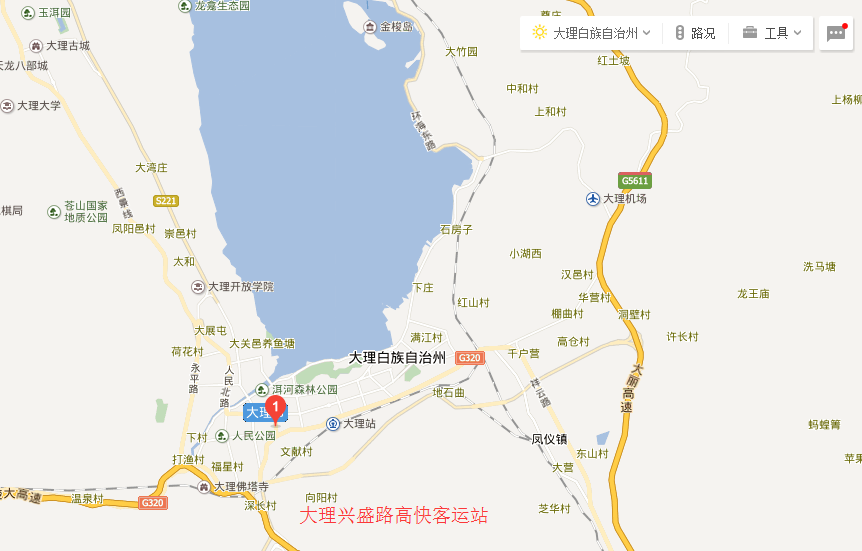 玉洱园
龙龛生态园
金梭岛
大理白族自治州
路况
工具
大理古城
大竹园
红土坡
天龙八部城
中和村
上杨柳
大理大学
上和村
环海东路
大湾庄
G5611
大理机场
西景线
S221
苍山国家
地质公园
棋局
凤阳邑村
崇邑村
石房子
太和
小湖西
汉邑村
洗马塘
大理开放学院
下庄
红山村
华营村
龙王庙
棚曲村
洞壁村
大展屯
大关邑养鱼塘
满江村
高仓村
许长村
荷花村
大理白族自治州
G320
千户营
永平路
人民北路
洱河森林公园
地石曲
祥云路
大丽高速
1
大理站
下村
人民公园
凤仪镇
蚂蝗箐
打渔村
文献村
东山村
苹果
福星村
大营
大理佛塔寺
大高速
温泉村
G320
深长村
向阳村
芝华村
大理兴盛路高快客运站